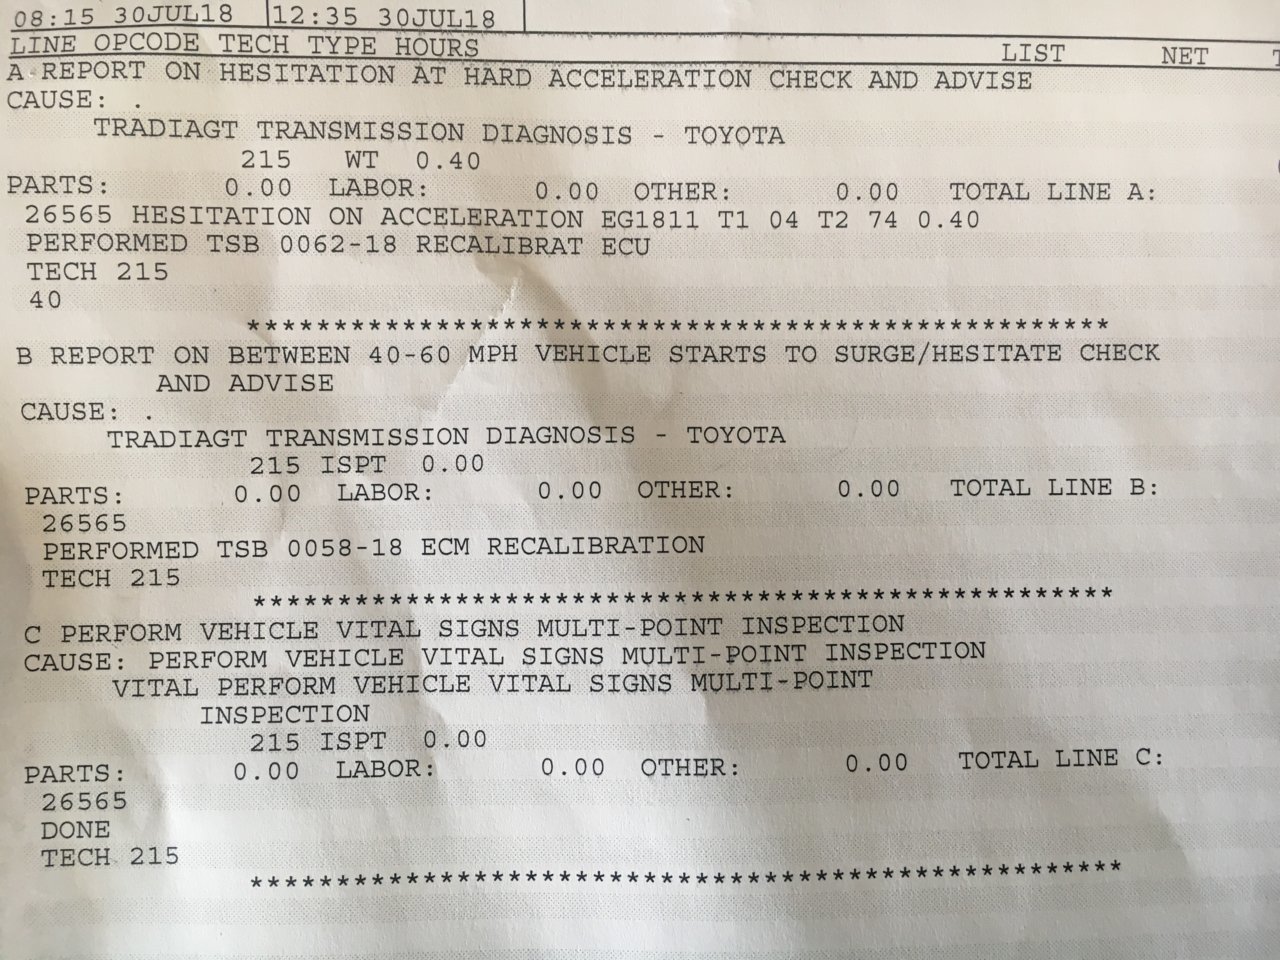 08:15 30JUL18 12:35 30JUL18
LINE OPCODE TECH TYPE HOURS LIST NET
A REPORT ON HESITATION AT HARD ACCELERATION CHECK AND ADVISE
CAUSE: .
TRADIAGT TRANSMISSION DIAGNOSIS - TOYOTA
215 WT 0.40
PARTS: 0.00 LABOR: 0.00 OTHER: 0.00 TOTAL LINE A:
26565 HESITATION ON ACCELERATION EG1811 T1 04 T2 74 0.40
PERFORMED TSB 0062-18 RECALIBRAT ECU
TECH 215
40
***************************************************
B REPORT ON BETWEEN 40-60 MPH VEHICLE STARTS TO SURGE/HESITATE CHECK
AND ADVISE
CAUSE: .
TRADIAGT TRANSMISSION DIAGNOSIS - TOYOTA
215 ISPT 0.00
PARTS: 0.00 LABOR: 0.00 OTHER: 0.00 TOTAL LINE B:
26565
PERFORMED TSB 0058-18 ECM RECALIBRATION
TECH 215
***************************************************
C PERFORM VEHICLE VITAL SIGNS MULTI-POINT INSPECTION
CAUSE: PERFORM VEHICLE VITAL SIGNS MULTI-POINT INSPECTION
VITAL PERFORM VEHICLE VITAL SIGNS MULTI-POINT
INSPECTION
215 ISPT 0.00
PARTS: 0.00 LABOR: 0.00 OTHER: 0.00 TOTAL LINE C:
26565
DONE
TECH 215
***************************************************